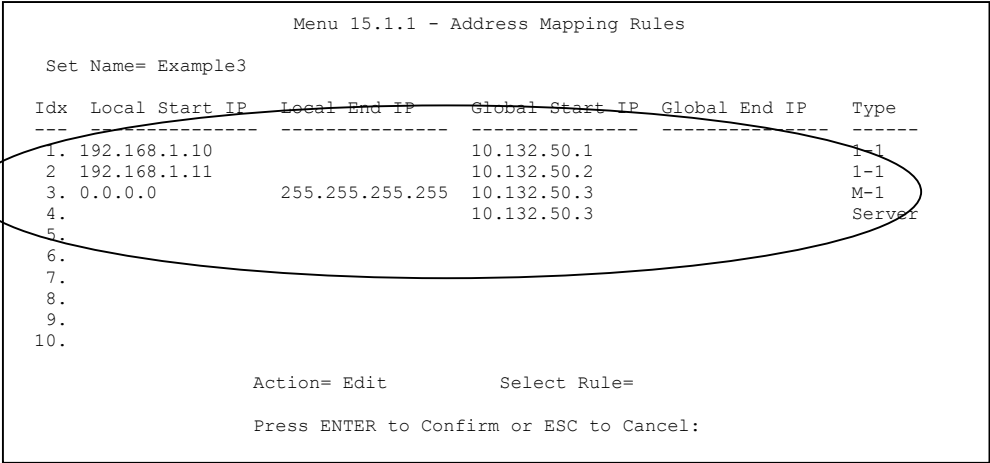 Menu 15.1.1 - Address Mapping Rules
Set Name= Example3
Idx Local Start IP Local End IP Global Start IP Global End IP Type
--- --------------- --------------- --------------- --------------- ------
1. 192.168.1.10 10.132.50.1 1-1
2 192.168.1.11 10.132.50.2 1-1
3. 0.0.0.0 255.255.255.255 10.132.50.3 M-1
4. 10.132.50.3 Server
5.
6.
7.
8.
9.
10.
Action= Edit Select Rule=
Press ENTER to Confirm or ESC to Cancel: